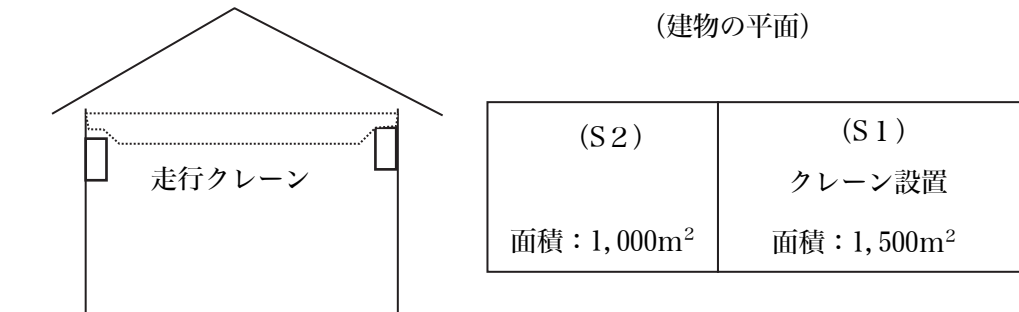 (建物の平面)
走行クレーン
(S2)
面積:1,000m²
(S1)
クレーン設置
面積:1,500m²